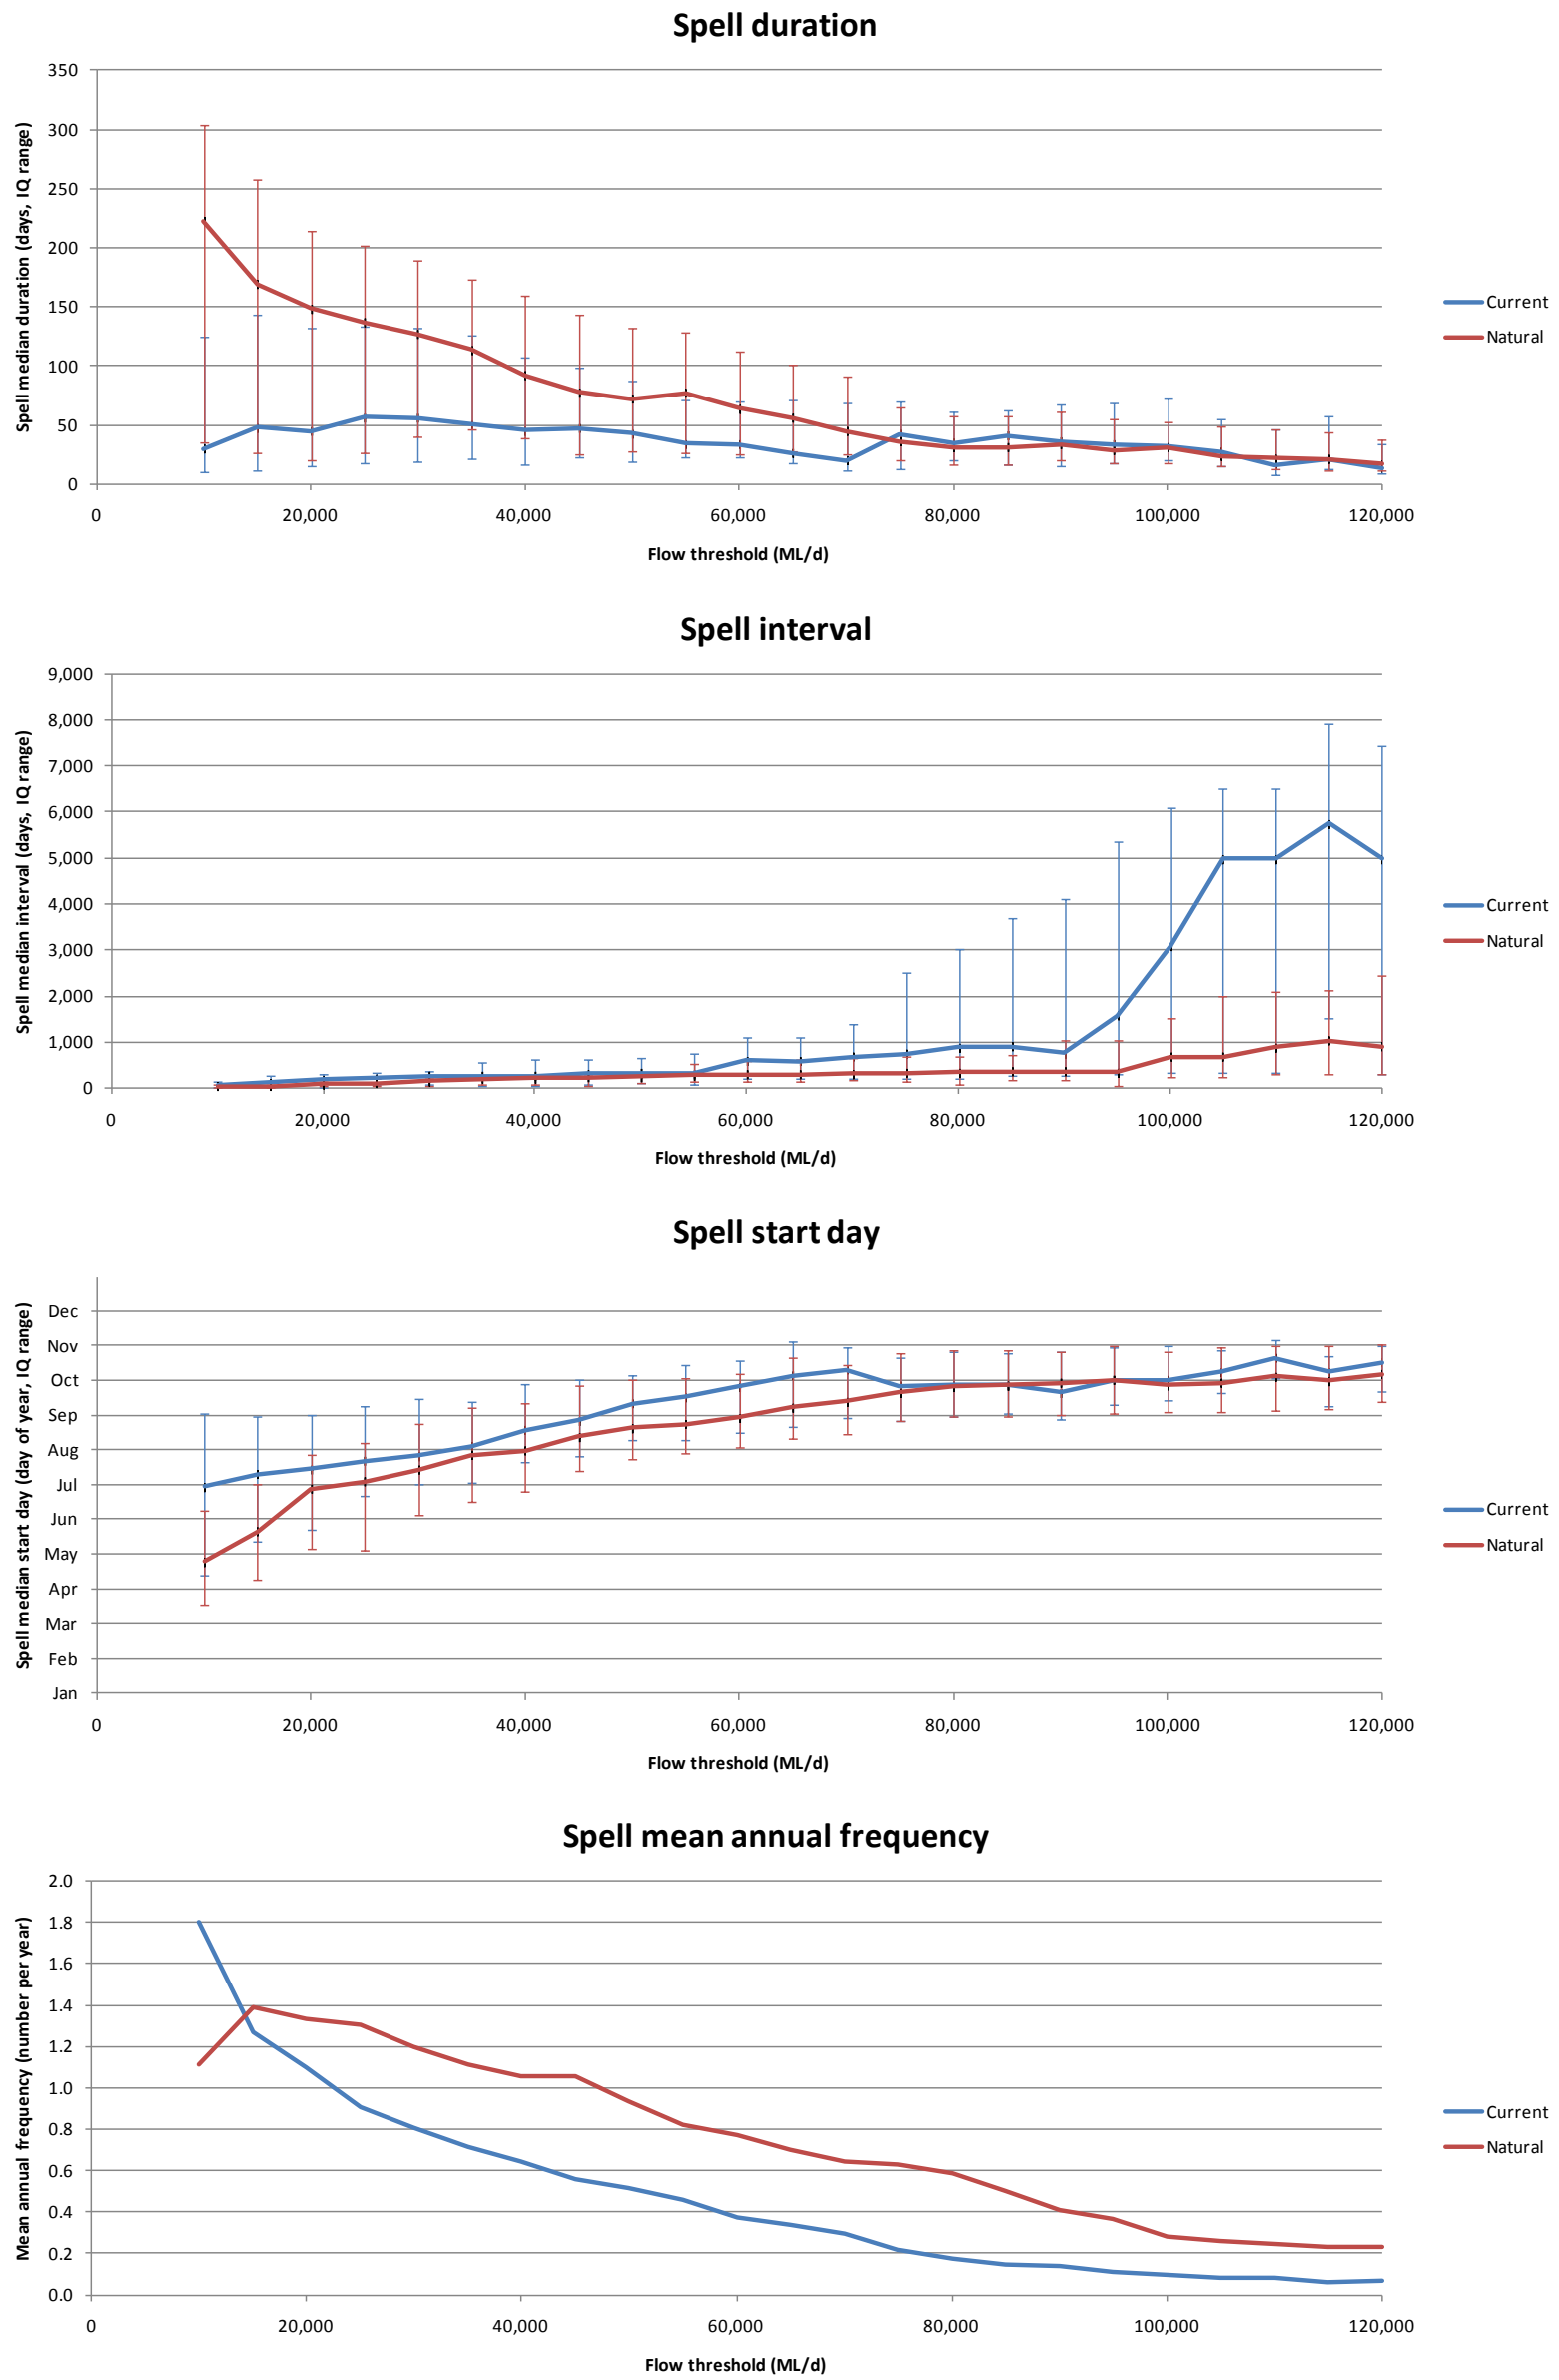 Spell duration
Spell median duration (days, IQ range)
350
300
250
200
150
100
50
0
0 20,000 40,000 60,000 80,000 100,000 120,000
Flow threshold (ML/d)
Current
Natural
Spell interval
Spell median interval (days, IQ range)
9,000
8,000
7,000
6,000
5,000
4,000
3,000
2,000
1,000
0
0 20,000 40,000 60,000 80,000 100,000 120,000
Flow threshold (ML/d)
Current
Natural
Spell start day
Spell median start day (day of year, IQ range)
Dec
Nov
Oct
Sep
Aug
Jul
Jun
May
Apr
Mar
Feb
Jan
0 20,000 40,000 60,000 80,000 100,000 120,000
Flow threshold (ML/d)
Current
Natural
Spell mean annual frequency
Mean annual frequency (number per year)
2.0
1.8
1.6
1.4
1.2
1.0
0.8
0.6
0.4
0.2
0.0
0 20,000 40,000 60,000 80,000 100,000 120,000
Flow threshold (ML/d)
Current
Natural